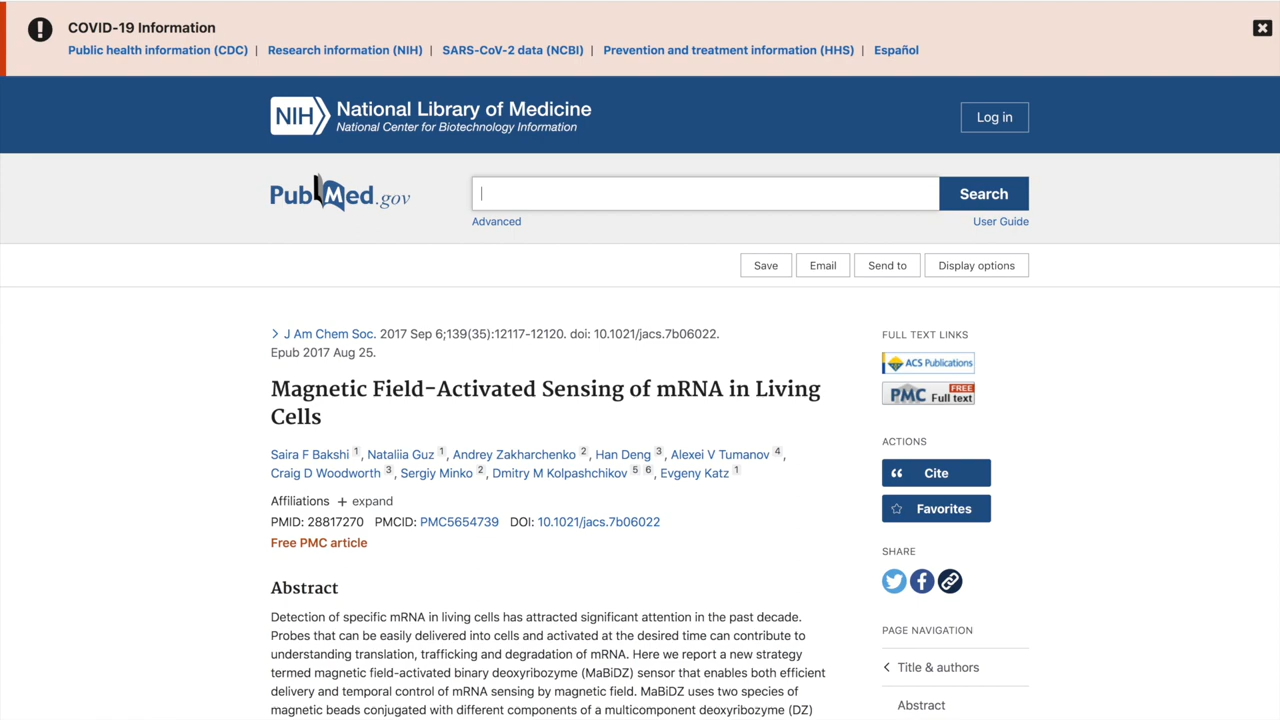 COVID-19 Information
Public health information (CDC) | Research information (NIH) | SARS-CoV-2 data (NCBI) | Prevention and treatment information (HHS) | Español
NIH National Library of Medicine
National Center for Biotechnology Information
Log in
PubMed.gov
Search
Advanced
User Guide
Save
Email
Send to
Display options
J Am Chem Soc. 2017 Sep 6;139(35):12117-12120. doi: 10.1021/jacs.7b06022.
Epub 2017 Aug 25.
Magnetic Field-Activated Sensing of mRNA in Living
Cells
Saira F Bakshi 1, Nataliia Guz 1, Andrey Zakharchenko 2, Han Deng 3, Alexei V Tumanov 4,
Craig D Woodworth 3, Sergiy Minko 2, Dmitry M Kolpashchikov 5 6, Evgeny Katz 1
Affiliations + expand
PMID: 28817270 PMCID: PMC5654739 DOI: 10.1021/jacs.7b06022
Free PMC article
Abstract
Detection of specific mRNA in living cells has attracted significant attention in the past decade.
Probes that can be easily delivered into cells and activated at the desired time can contribute to
understanding translation, trafficking and degradation of mRNA. Here we report a new strategy
termed magnetic field-activated binary deoxyribozyme (MaBiDZ) sensor that enables both efficient
delivery and temporal control of mRNA sensing by magnetic field. MaBiDZ uses two species of
magnetic beads conjugated with different components of a multicomponent deoxyribozyme (DZ)
FULL TEXT LINKS
ACS Publications
PMC FREE Full text
ACTIONS
Cite
Favorites
SHARE
PAGE NAVIGATION
Title & authors
Abstract